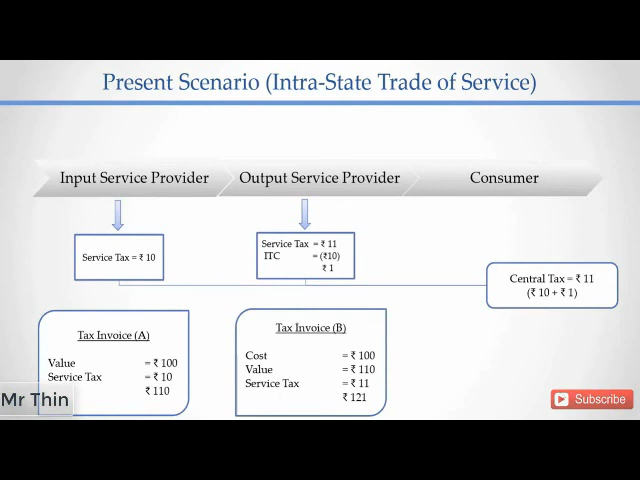 Present Scenario (Intra-State Trade of Service)
Input Service Provider
Output Service Provider
Consumer
Service Tax = ₹ 10
Service Tax = ₹ 11
ITC = (₹10)
₹ 1
Central Tax = ₹ 11
(₹ 10 + ₹ 1)
Tax Invoice (A)
Value = ₹ 100
Service Tax = ₹ 10
₹ 110
Tax Invoice (B)
Cost = ₹ 100
Value = ₹ 110
Service Tax = ₹ 11
₹ 121
Mr Thin
Subscribe